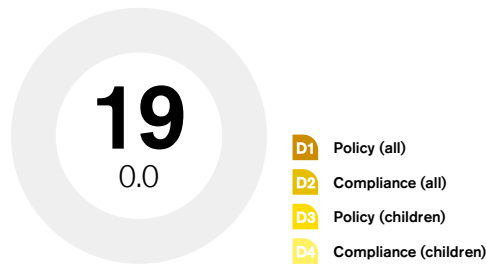 19
0.0
D1 Policy (all)
D2 Compliance (all)
D3 Policy (children)
D4 Compliance (children)